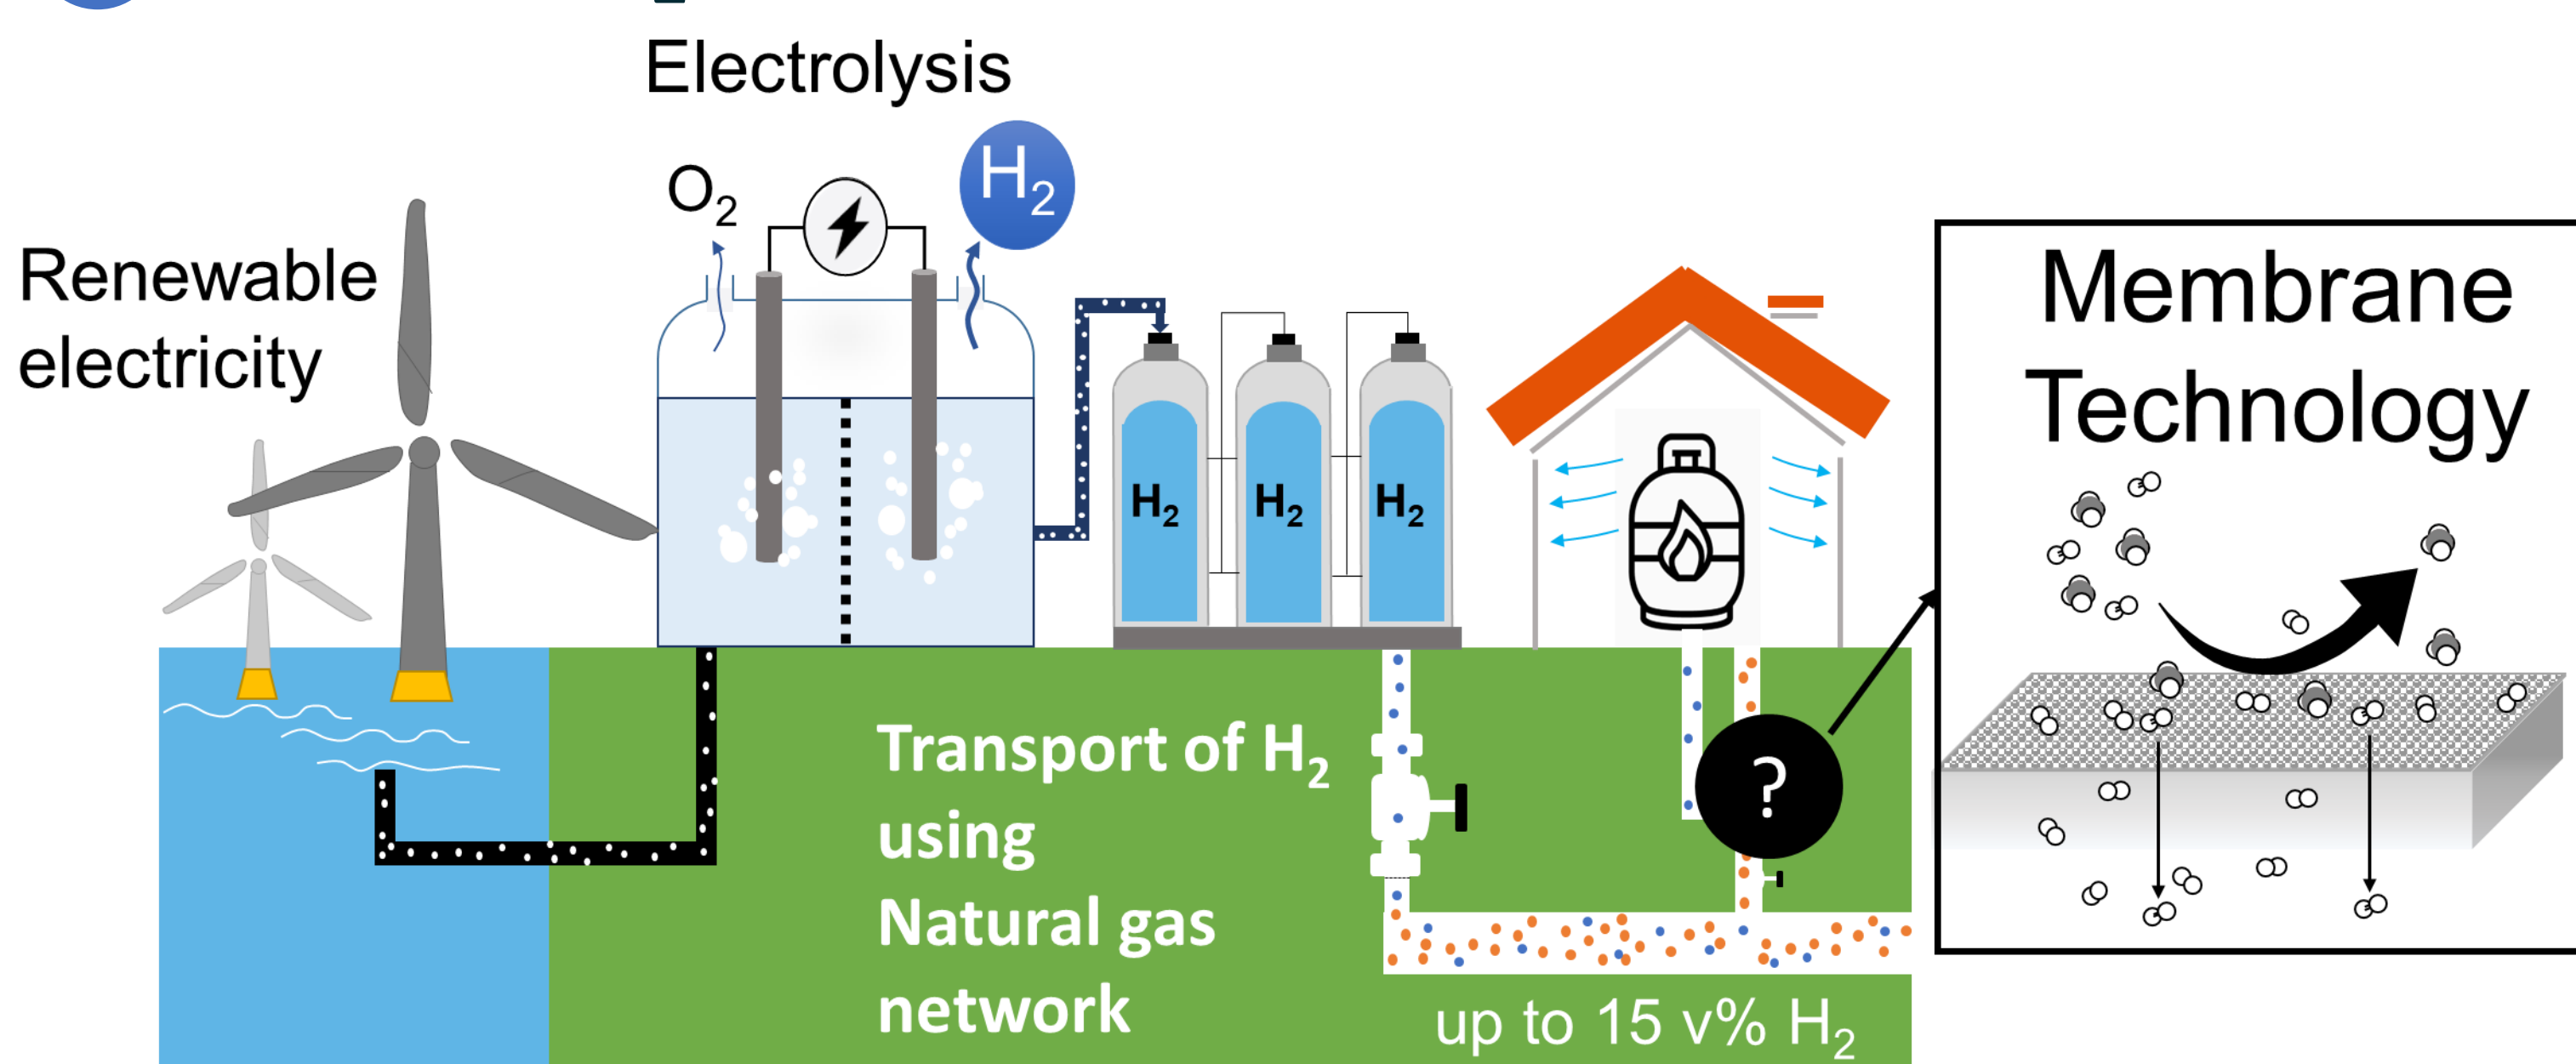 Electrolysis
O₂
H₂
Renewable
electricity
H₂
H₂
H₂
Membrane
Technology
Transport of H₂
using
Natural gas
network
?
up to 15 v% H₂